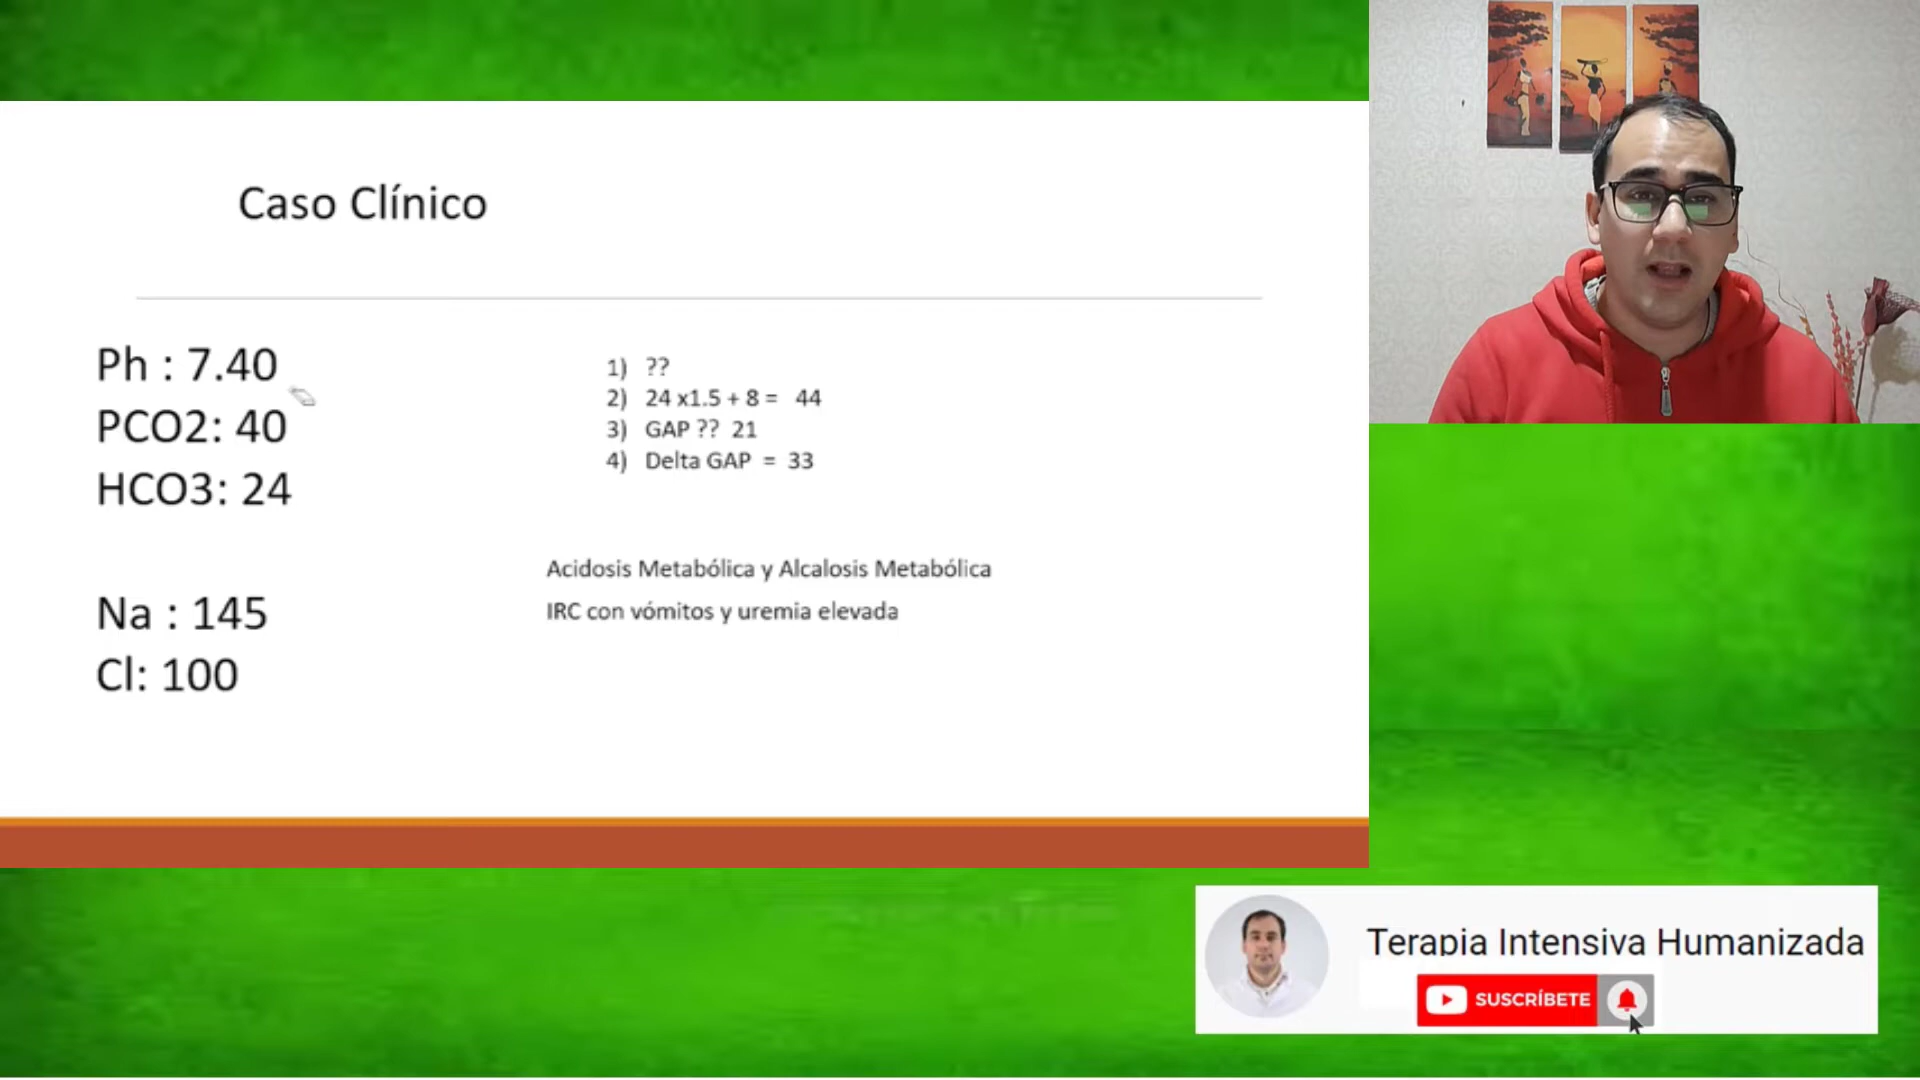 Caso Clínico
Ph : 7.40
PCO2: 40
HCO3: 24
Na : 145
Cl: 100
1) ??
2) 24 x1.5 + 8 = 44
3) GAP ?? 21
4) Delta GAP = 33
Acidosis Metabólica y Alcalosis Metabólica
IRC con vómitos y uremia elevada
Terapia Intensiva Humanizada
SUSCRÍBETE